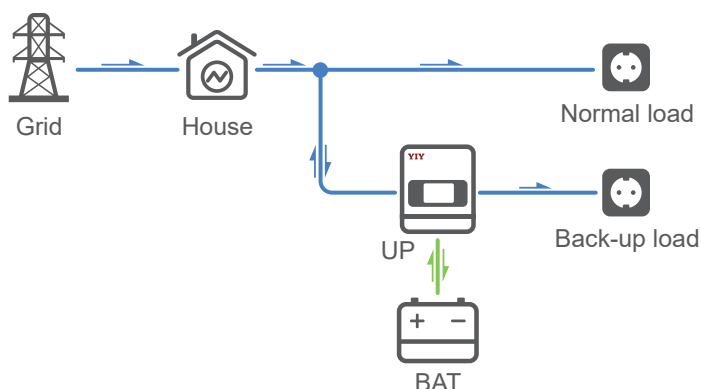 Grid
House
Normal load
YIY
UP
Back-up load
BAT